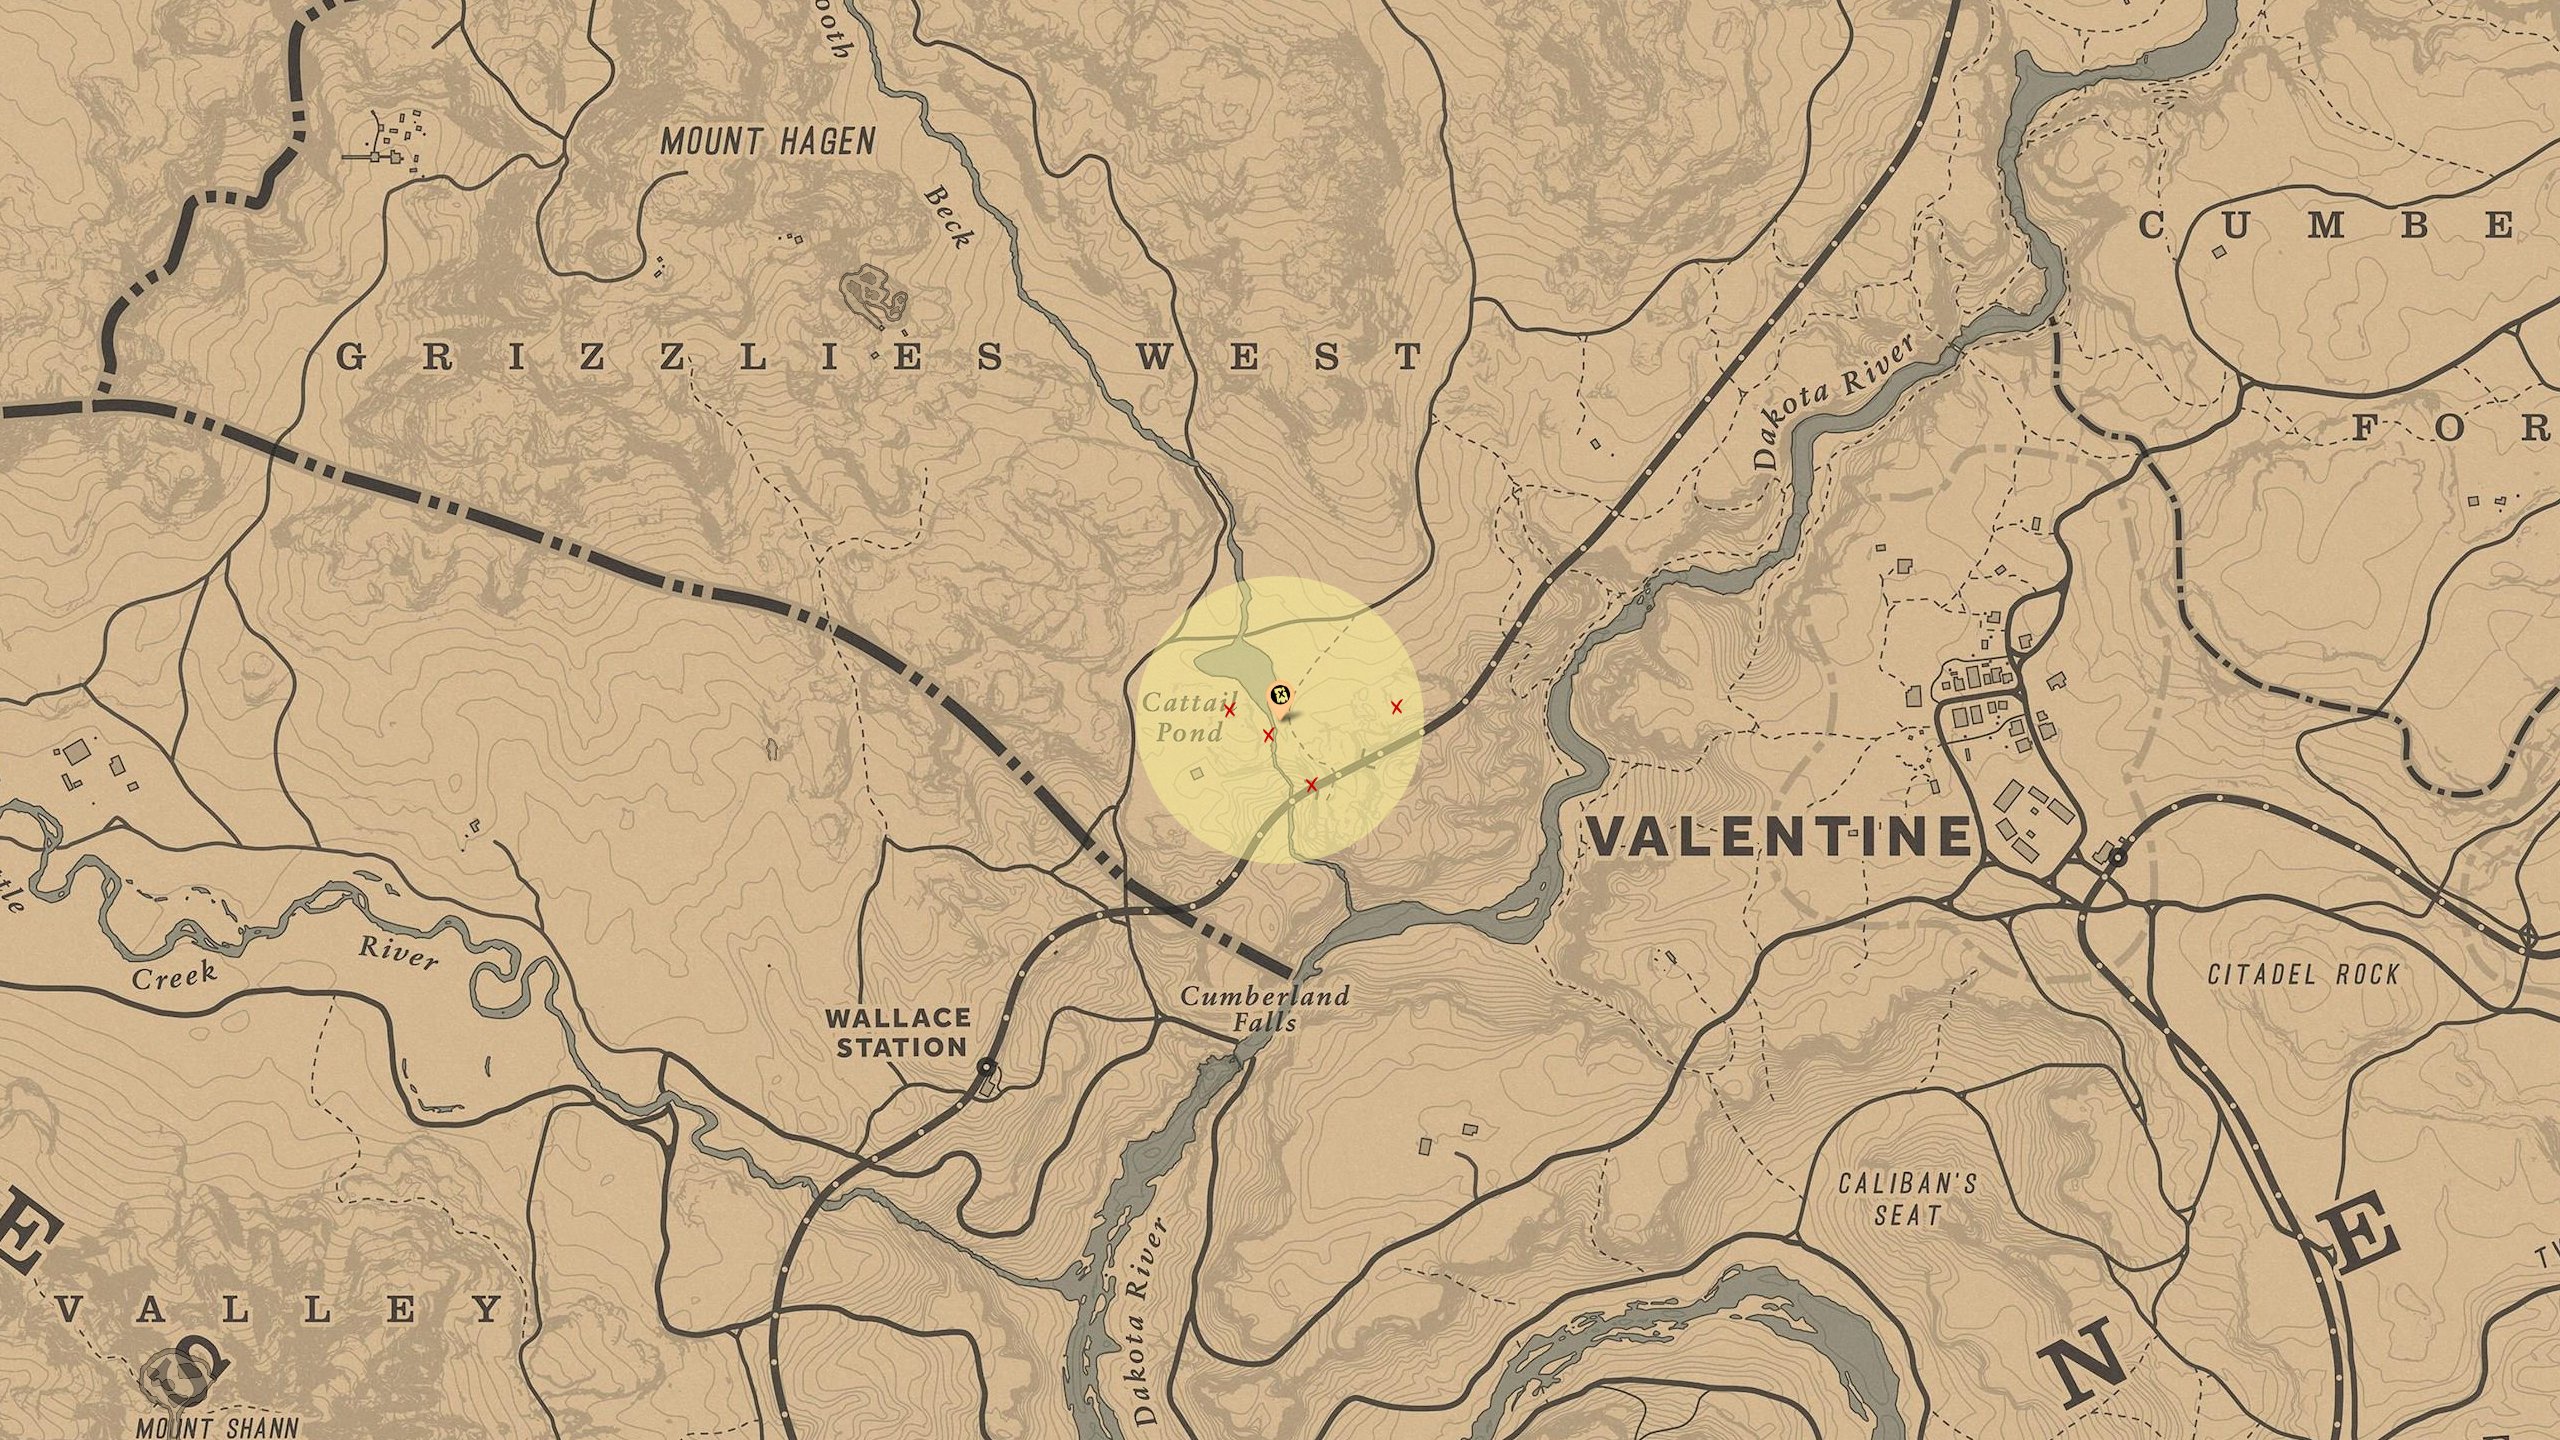 ooth
MOUNT HAGEN
Beck
CUMBE
GRIZZLIES WEST
Dakota River
FOR
Cattail
Pond
VALENTINE
Creek
River
CITADEL ROCK
Cumberland
Falls
WALLACE
STATION
CALIBAN'S
SEAT
E
E
Dakota River
VALLEY
N
MOUNT SHANN